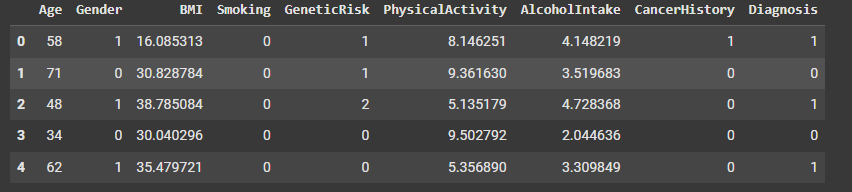 Age Gender BMI Smoking GeneticRisk PhysicalActivity AlcoholIntake CancerHistory Diagnosis
0 58 1 16.085313 0 1 8.146251 4.148219 1 1
1 71 0 30.828784 0 1 9.361630 3.519683 0 0
2 48 1 38.785084 0 2 5.135179 4.728368 0 1
3 34 0 30.040296 0 0 9.502792 2.044636 0 0
4 62 1 35.479721 0 0 5.356890 3.309849 0 1